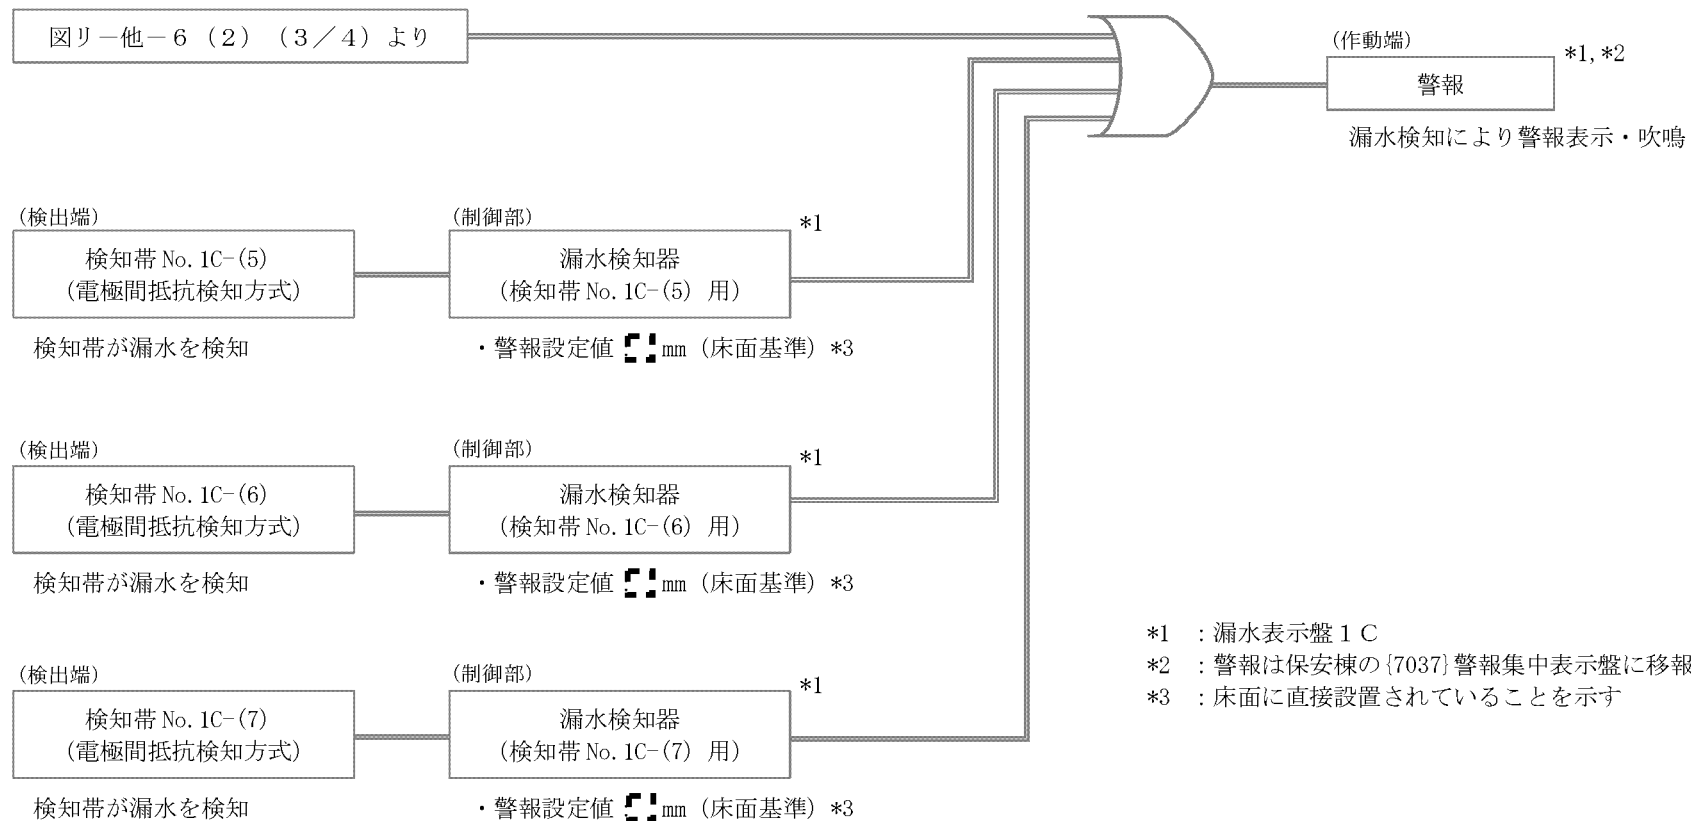 図リ－他－６（２）（３／４）より
(作動端)
*1, *2
警報
漏水検知により警報表示・吹鳴
(検出端)
検知帯 No. 1C-(5)
(電極間抵抗検知方式)
検知帯が漏水を検知
(制御部)
*1
漏水検知器
(検知帯 No. 1C-(5) 用)
・警報設定値 mm (床面基準) *3
(検出端)
検知帯 No. 1C-(6)
(電極間抵抗検知方式)
検知帯が漏水を検知
(制御部)
*1
漏水検知器
(検知帯 No. 1C-(6) 用)
・警報設定値 mm (床面基準) *3
(検出端)
検知帯 No. 1C-(7)
(電極間抵抗検知方式)
検知帯が漏水を検知
(制御部)
*1
漏水検知器
(検知帯 No. 1C-(7) 用)
・警報設定値 mm (床面基準) *3
*1 ：漏水表示盤１Ｃ
*2 ：警報は保安棟の{7037}警報集中表示盤に移報
*3 ：床面に直接設置されていることを示す